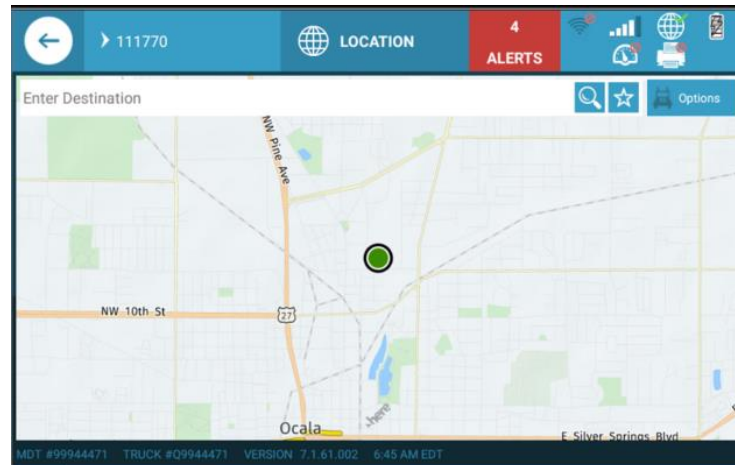 111770
LOCATION
4
ALERTS
Enter Destination
Options
NW Pine Ave
NW 10th St
27
Ocala
here
E Silver Springs Blvd
MDT #99944471 TRUCK #Q9944471 VERSION 7.1.61.002 6:45 AM EDT